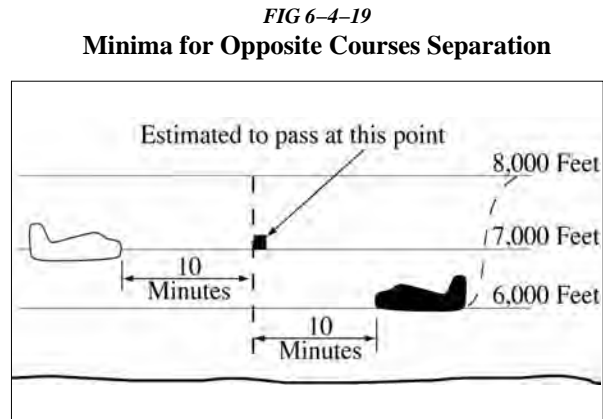 FIG 6–4–19
Minima for Opposite Courses Separation
Estimated to pass at this point
8,000 Feet
7,000 Feet
10
Minutes
6,000 Feet
10
Minutes